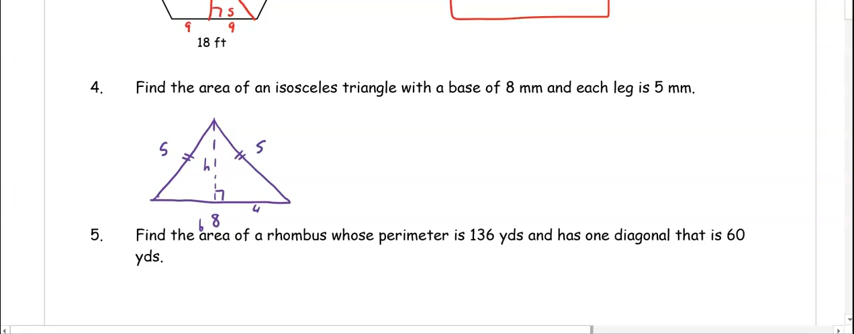 h 5
9 9
18 ft
4. Find the area of an isosceles triangle with a base of 8 mm and each leg is 5 mm.
5 5
h
4
b 8
5. Find the area of a rhombus whose perimeter is 136 yds and has one diagonal that is 60
yds.